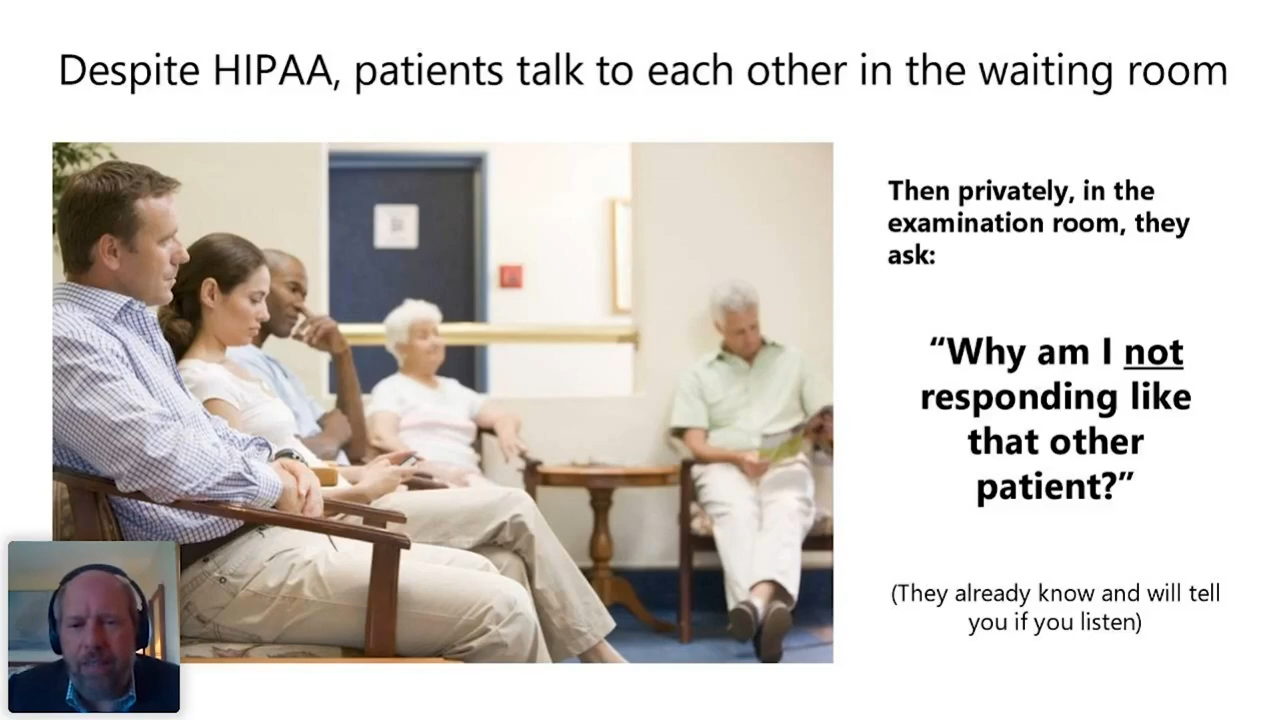 Despite HIPAA, patients talk to each other in the waiting room
Then privately, in the
examination room, they
ask:
“Why am I not
responding like
that other
patient?”
(They already know and will tell
you if you listen)